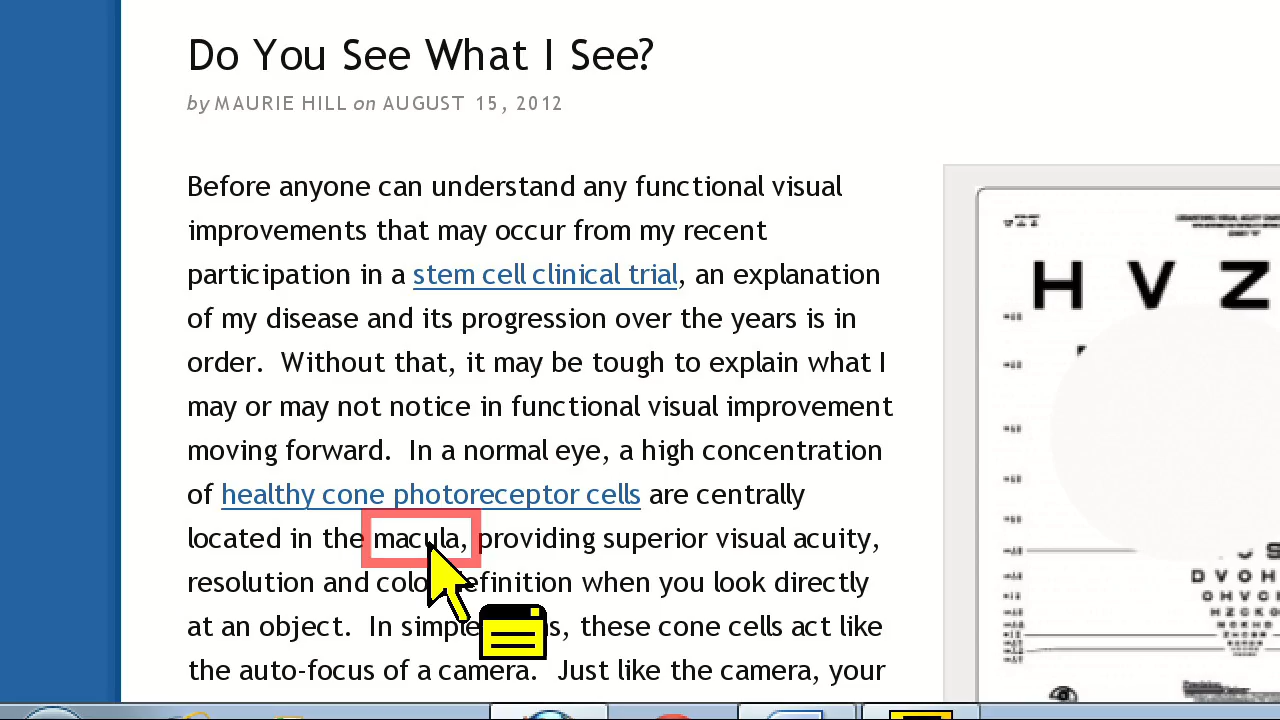 Do You See What I See?
by MAURIE HILL on AUGUST 15, 2012
Before anyone can understand any functional visual
improvements that may occur from my recent
participation in a stem cell clinical trial, an explanation
of my disease and its progression over the years is in
order. Without that, it may be tough to explain what I
may or may not notice in functional visual improvement
moving forward. In a normal eye, a high concentration
of healthy cone photoreceptor cells are centrally
located in the macula, providing superior visual acuity,
resolution and definition when you look directly
at an object. In these cone cells act like
the auto-focus of a camera. Just like the camera, your
H V Z
D V O H
O H V C